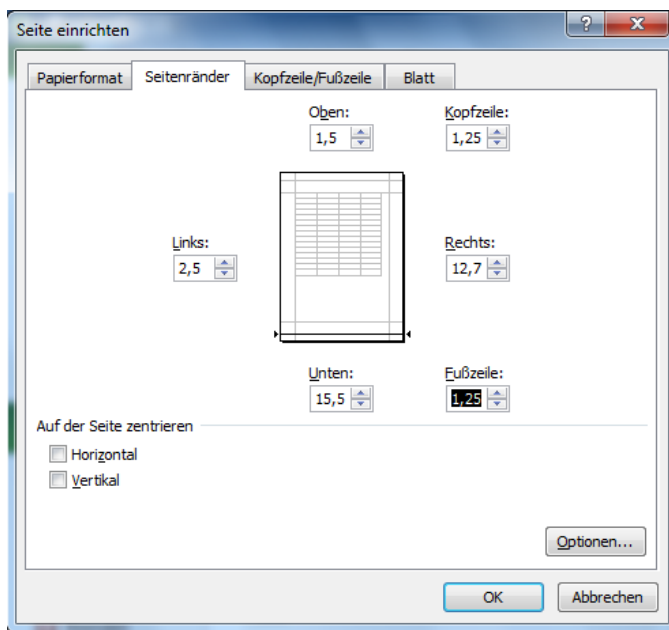 Seite einrichten
Papierformat Seitenränder Kopfzeile/Fußzeile Blatt
Oben: Kopfzeile:
1,5 1,25
Links: Rechts:
2,5 12,7
Unten: Fußzeile:
15,5 1,25
Auf der Seite zentrieren
Horizontal
Vertikal
Optionen...
OK Abbrechen